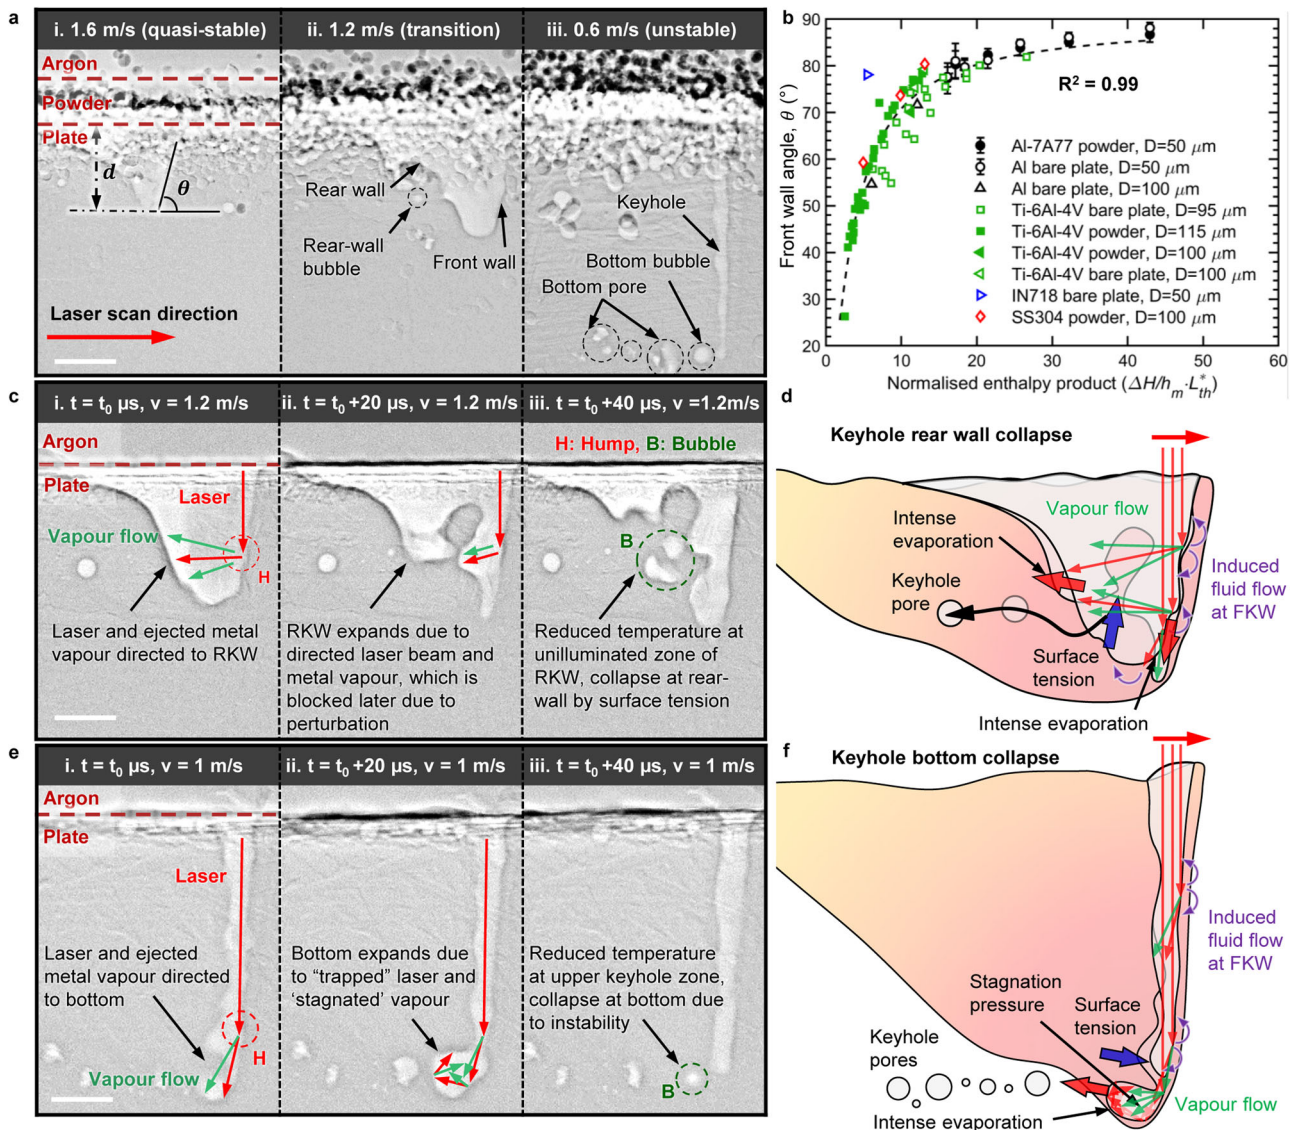 a
i. 1.6 m/s (quasi-stable)
ii. 1.2 m/s (transition)
iii. 0.6 m/s (unstable)
Argon
Powder
Plate
d
θ
Laser scan direction
Rear wall
Rear-wall
bubble
Front wall
Keyhole
Bottom bubble
Bottom pore
b
Front wall angle, θ (°)
90
80
70
60
50
40
30
20
R² = 0.99
Al-7A77 powder, D=50 μm
Al bare plate, D=50 μm
Al bare plate, D=100 μm
Ti-6Al-4V bare plate, D=95 μm
Ti-6Al-4V powder, D=115 μm
Ti-6Al-4V powder, D=100 μm
Ti-6Al-4V bare plate, D=100 μm
IN718 bare plate, D=50 μm
SS304 powder, D=100 μm
0 10 20 30 40 50 60
Normalised enthalpy product (ΔH/hₘ·L*ₜₕ)
c
i. t = t₀ μs, v = 1.2 m/s
ii. t = t₀ +20 μs, v = 1.2 m/s
iii. t = t₀ +40 μs, v =1.2m/s
Argon
Plate
H: Hump, B: Bubble
Laser
Vapour flow
H
B
Laser and ejected metal
vapour directed to RKW
RKW expands due to
directed laser beam and
metal vapour, which is
blocked later due to
perturbation
Reduced temperature at
unilluminated zone of
RKW, collapse at rear-
wall by surface tension
d
Keyhole rear wall collapse
Vapour flow
Intense
evaporation
Keyhole
pore
Induced
fluid flow
at FKW
Surface
tension
Intense evaporation
e
i. t = t₀ μs, v = 1 m/s
ii. t = t₀ +20 μs, v = 1 m/s
iii. t = t₀ +40 μs, v = 1 m/s
Argon
Plate
Laser
Laser and ejected
metal vapour directed
to bottom
H
Vapour flow
Bottom expands due
to “trapped” laser and
‘stagnated’ vapour
Reduced temperature
at upper keyhole zone,
collapse at bottom due
to instability
B
f
Keyhole bottom collapse
Induced
fluid flow
at FKW
Stagnation
pressure
Surface
tension
Keyhole
pores
Vapour flow
Intense evaporation